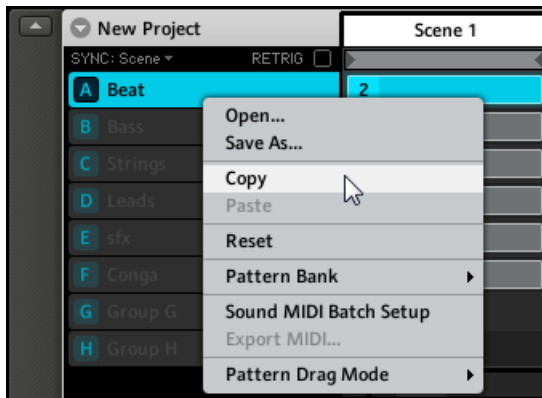 New Project
Scene 1
SYNC: Scene
RETRIG
A Beat
2
B Bass
C Strings
D Leads
E sfx
F Conga
G Group G
H Group H
Open...
Save As...
Copy
Paste
Reset
Pattern Bank
Sound MIDI Batch Setup
Export MIDI...
Pattern Drag Mode